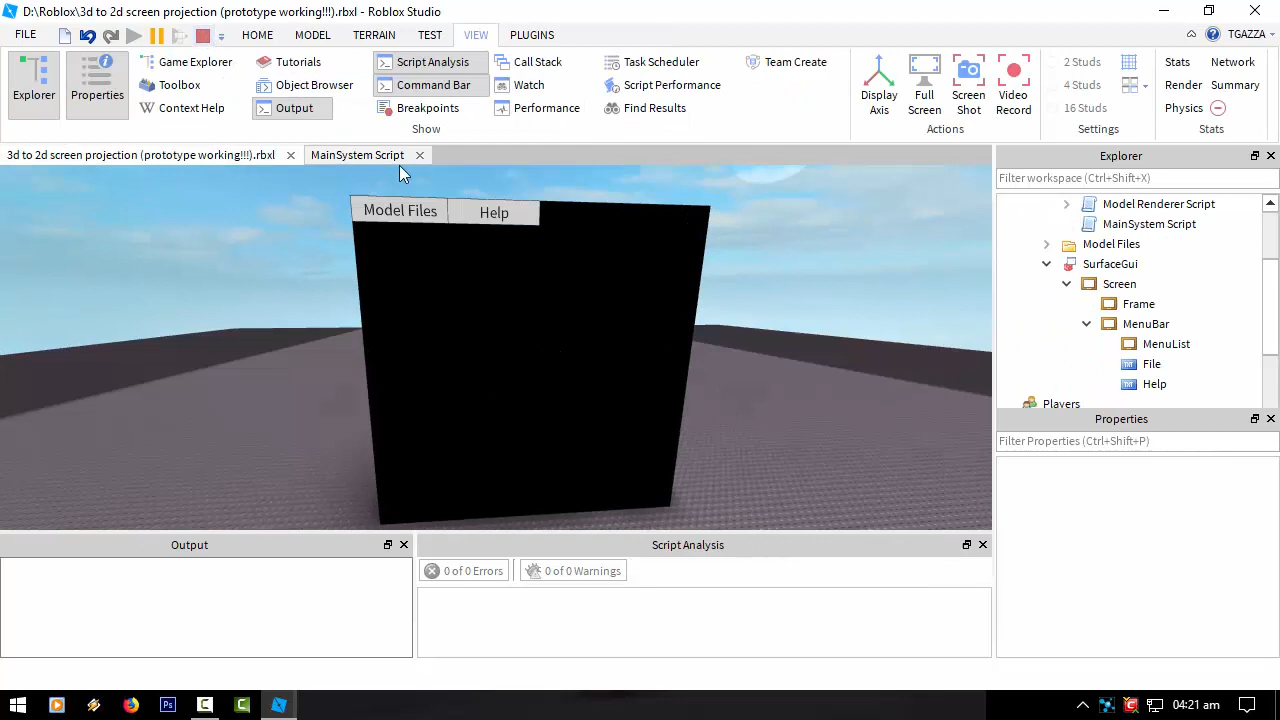 D:\Roblox\3d to 2d screen projection (prototype working!!!).rbxl - Roblox Studio
FILE HOME MODEL TERRAIN TEST VIEW PLUGINS TGAZZA
Explorer
Properties
Game Explorer
Toolbox
Context Help
Tutorials
Object Browser
Output
Script Analysis
Command Bar
Breakpoints
Call Stack
Watch
Performance
Task Scheduler
Script Performance
Find Results
Team Create
Show
Display Axis
Full Screen
Screen Shot
Video Record
Actions
2 Studs
4 Studs
16 Studs
Settings
Stats Network
Render Summary
Physics
Stats
3d to 2d screen projection (prototype working!!!).rbxl MainSystem Script
Model Files Help
Explorer
Filter workspace (Ctrl+Shift+X)
Model Renderer Script
MainSystem Script
Model Files
SurfaceGui
Screen
Frame
MenuBar
MenuList
TXT File
TXT Help
Players
Properties
Filter Properties (Ctrl+Shift+P)
Output
Script Analysis
0 of 0 Errors 0 of 0 Warnings
Ps
04:21 am